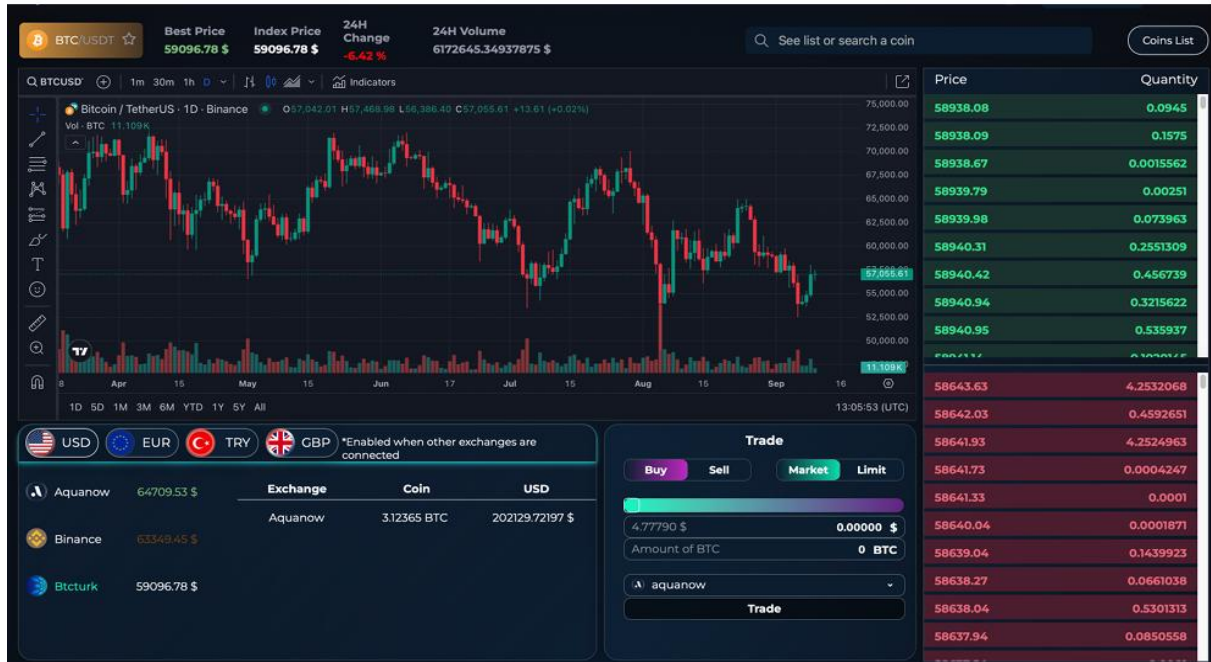 BTC/USDT
Best Price
59096.78 $
Index Price
59096.78 $
24H
Change
-6.42 %
24H Volume
6172645.34937875 $
See list or search a coin
Coins List
BTCUSD
1m 30m 1h D
Indicators
Bitcoin / TetherUS · 1D · Binance O57,042.01 H57,468.98 L56,386.40 C57,055.61 +13.61 (+0.02%)
Vol · BTC 11.109K
75,000.00
72,500.00
70,000.00
67,500.00
65,000.00
62,500.00
60,000.00
57,055.61
55,000.00
52,500.00
50,000.00
11.109K
8 Apr 15 May 15 Jun 17 Jul 15 Aug 15 Sep 16
1D 5D 1M 3M 6M YTD 1Y 5Y All
13:05:53 (UTC)
Price Quantity
58938.08 0.0945
58938.09 0.1575
58938.67 0.0015562
58939.79 0.00251
58939.98 0.073963
58940.31 0.2551309
58940.42 0.456739
58940.94 0.3215622
58940.95 0.535937
58643.63 4.2532068
58642.03 0.4592651
58641.93 4.2524963
58641.73 0.0004247
58641.33 0.0001
58640.04 0.0001871
58639.04 0.1439923
58638.27 0.0661038
58638.04 0.5301313
58637.94 0.0850558
USD EUR TRY GBP
*Enabled when other exchanges are
connected
Aquanow 64709.53 $
Binance 63349.45 $
Btcturk 59096.78 $
Exchange Coin USD
Aquanow 3.12365 BTC 202129.72197 $
Trade
Buy Sell Market Limit
4.77790 $ 0.00000 $
Amount of BTC 0 BTC
aquanow
Trade